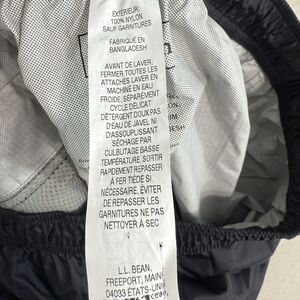 EXTÉRIEUR:
100% NYLON
SAUF GARNITURES
FABRIQUÉ EN
BANGLADESH
AVANT DE LAVER,
FERMER TOUTES LES
ATTACHES LAVER EN
MACHINE EN EAU
FROIDE, SÉPARÉMENT
CYCLE DÉLICAT
DÉTERGENT DOUX PAS
D'EAU DE JAVEL NI
D'ASSOUPLISSANT
SÉCHAGE PAR
CULBUTAGE BASSE
TEMPÉRATURE SORTIR
RAPIDEMENT REPASSER
À FER TIÈDE SI
NÉCESSAIRE. ÉVITER
DE REPASSER LES
GARNITURES NE PAS
NETTOYER À SEC
L.L. BEAN,
FREEPORT, MAINE
04033 ÉTATS-UNIS